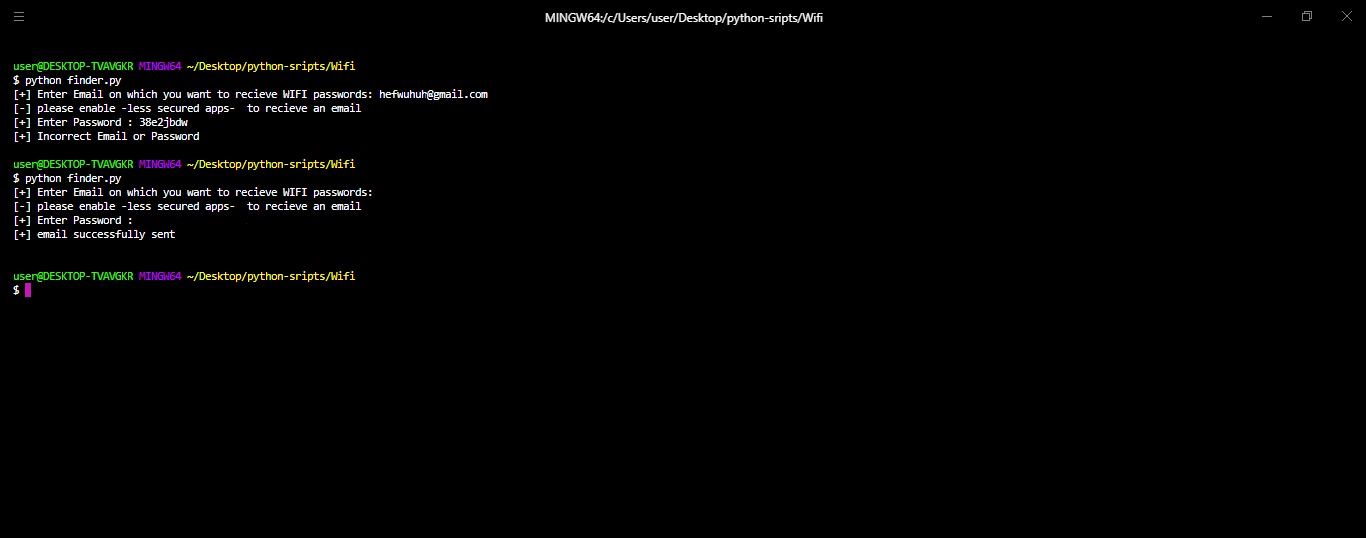 MINGW64:/c/Users/user/Desktop/python-sripts/Wifi
user@DESKTOP-TVAVGKR MINGW64 ~/Desktop/python-sripts/Wifi
$ python finder.py
[+] Enter Email on which you want to recieve WIFI passwords: hefwuhuh@gmail.com
[-] please enable -less secured apps-  to recieve an email
[+] Enter Password : 38e2jbdw
[+] Incorrect Email or Password
user@DESKTOP-TVAVGKR MINGW64 ~/Desktop/python-sripts/Wifi
$ python finder.py
[+] Enter Email on which you want to recieve WIFI passwords:
[-] please enable -less secured apps-  to recieve an email
[+] Enter Password :
[+] email successfully sent
user@DESKTOP-TVAVGKR MINGW64 ~/Desktop/python-sripts/Wifi
$